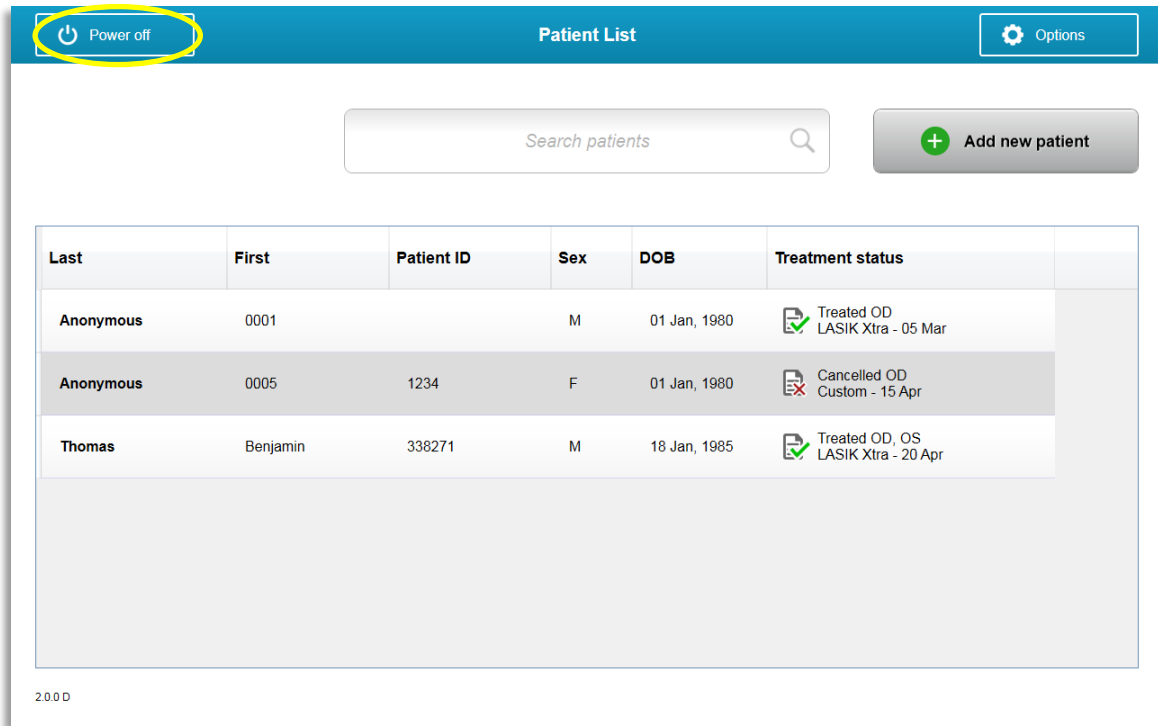 Power off
Patient List
Options
Search patients
Add new patient
Last First Patient ID Sex DOB Treatment status
Anonymous 0001 M 01 Jan, 1980 Treated OD
LASIK Xtra - 05 Mar
Anonymous 0005 1234 F 01 Jan, 1980 Cancelled OD
Custom - 15 Apr
Thomas Benjamin 338271 M 18 Jan, 1985 Treated OD, OS
LASIK Xtra - 20 Apr
2.0.0 D